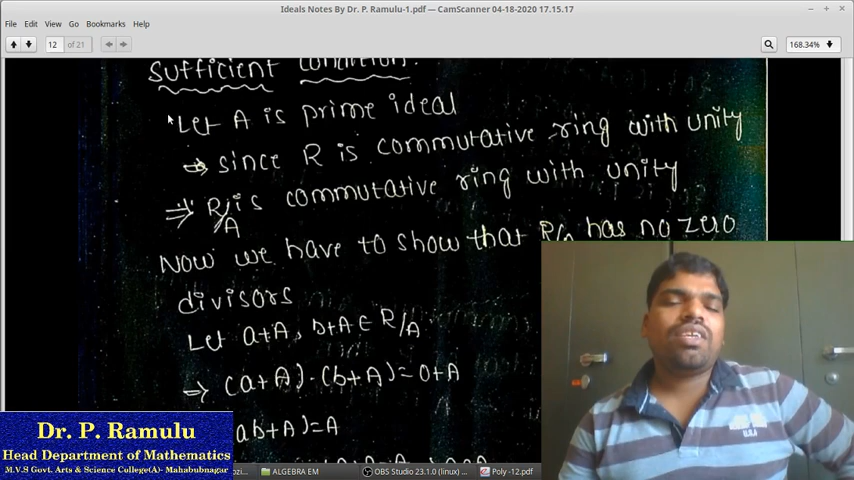 Ideals Notes By Dr. P. Ramulu-1.pdf — CamScanner 04-18-2020 17.15.17
File Edit View Go Bookmarks Help
12 of 21 168.34%
Sufficient condition.
Let A is prime ideal
⇒ since R is commutative ring with unity
⇒ R/A is commutative ring with unity
Now we have to show that R/A has no zero
divisors
Let a+A, b+A ∈ R/A
⇒ (a+A).(b+A)=0+A
ab+A)=A
Dr. P. Ramulu
Head Department of Mathematics
M.V.S Govt. Arts & Science College(A)- Mahabubnagar
ALGEBRA EM
OBS Studio 23.1.0 (linux) ...
Poly -12.pdf